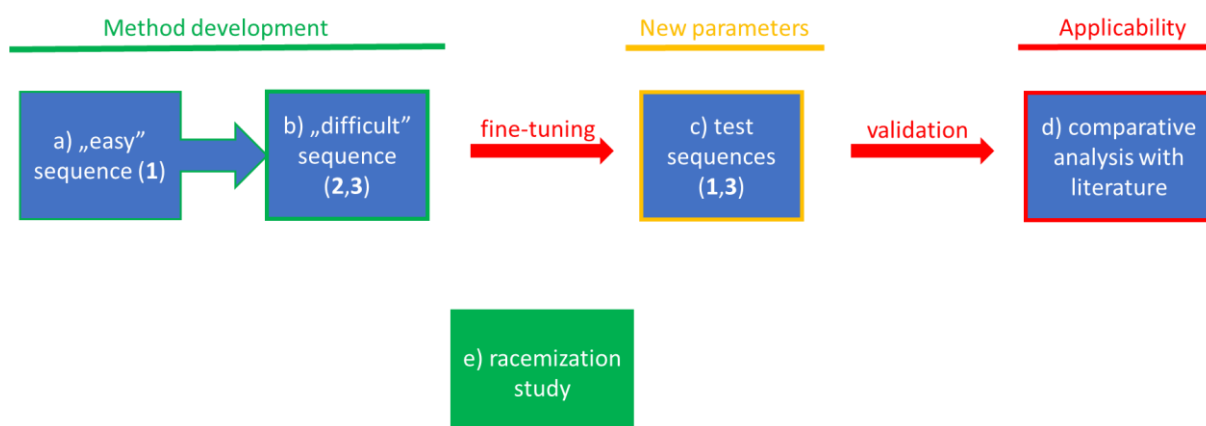 Method development
New parameters
Applicability
a) „easy”
sequence (1)
b) „difficult”
sequence
(2,3)
fine-tuning
c) test
sequences
(1,3)
validation
d) comparative
analysis with
literature
e) racemization
study